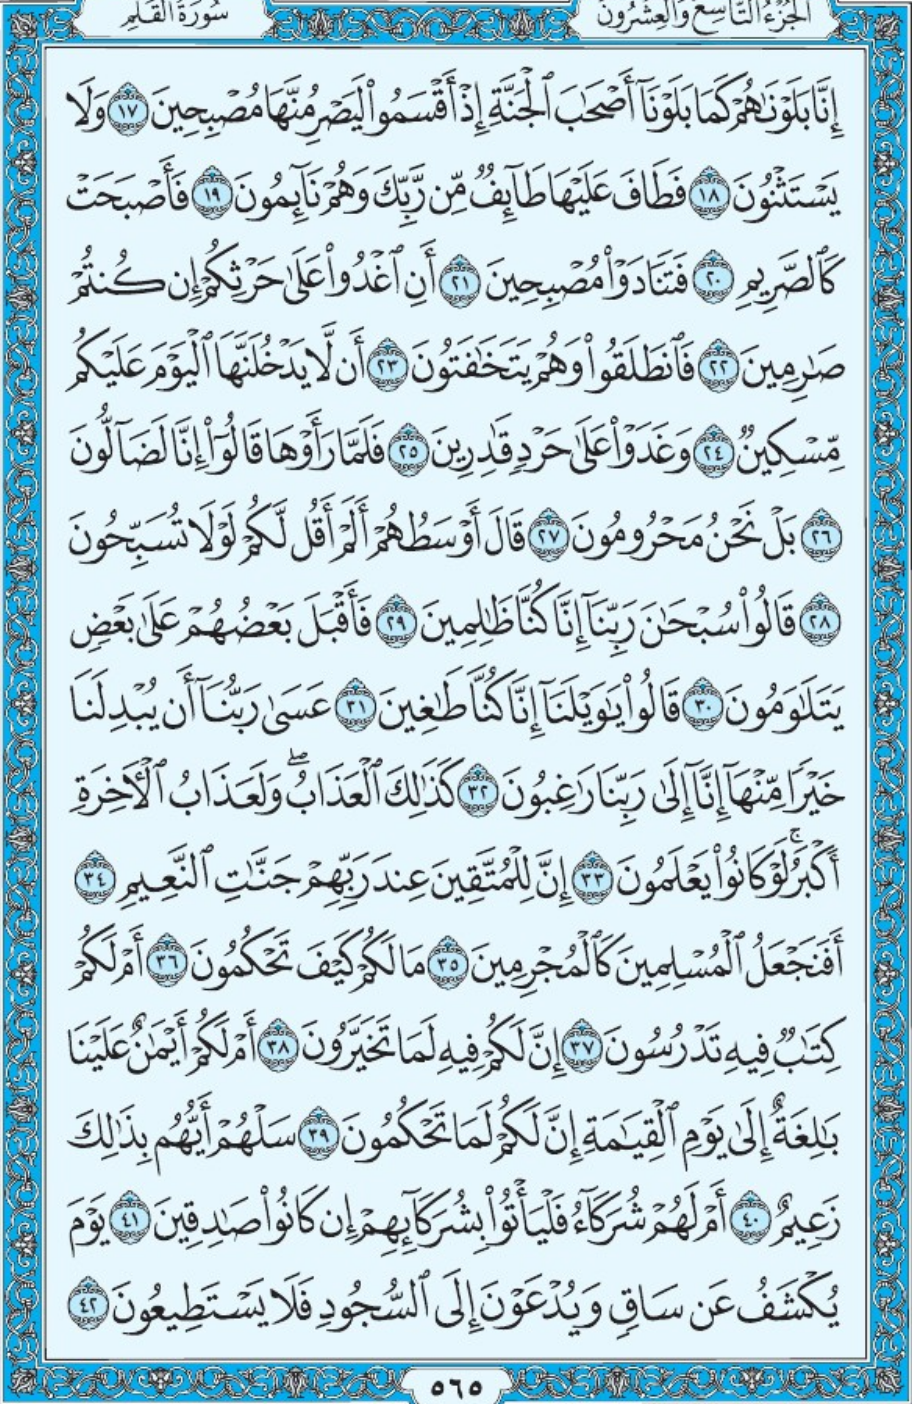 الجزء التاسع والعشرون
سورة القلم
إِنَّا بَلَوْنَٰهُمْ كَمَا بَلَوْنَآ أَصْحَٰبَ ٱلْجَنَّةِ إِذْ أَقْسَمُوا۟ لَيَصْرِمُنَّهَا مُصْبِحِينَ ١٧ وَلَا
يَسْتَثْنُونَ ١٨ فَطَافَ عَلَيْهَا طَآئِفٌ مِّن رَّبِّكَ وَهُمْ نَآئِمُونَ ١٩ فَأَصْبَحَتْ
كَٱلصَّرِيمِ ٢٠ فَتَنَادَوْا۟ مُصْبِحِينَ ٢١ أَنِ ٱغْدُوا۟ عَلَىٰ حَرْثِكُمْ إِن كُنتُمْ
صَٰرِمِينَ ٢٢ فَٱنطَلَقُوا۟ وَهُمْ يَتَخَٰفَتُونَ ٢٣ أَن لَّا يَدْخُلَنَّهَا ٱلْيَوْمَ عَلَيْكُم
مِّسْكِينٌ ٢٤ وَغَدَوْا۟ عَلَىٰ حَرْدٍ قَٰدِرِينَ ٢٥ فَلَمَّا رَأَوْهَا قَالُوٓا۟ إِنَّا لَضَآلُّونَ
٢٦ بَلْ نَحْنُ مَحْرُومُونَ ٢٧ قَالَ أَوْسَطُهُمْ أَلَمْ أَقُل لَّكُمْ لَوْلَا تُسَبِّحُونَ
٢٨ قَالُوا۟ سُبْحَٰنَ رَبِّنَآ إِنَّا كُنَّا ظَٰلِمِينَ ٢٩ فَأَقْبَلَ بَعْضُهُمْ عَلَىٰ بَعْضٍ
يَتَلَٰوَمُونَ ٣٠ قَالُوا۟ يَٰوَيْلَنَآ إِنَّا كُنَّا طَٰغِينَ ٣١ عَسَىٰ رَبُّنَآ أَن يُبْدِلَنَا
خَيْرًا مِّنْهَآ إِنَّآ إِلَىٰ رَبِّنَا رَٰغِبُونَ ٣٢ كَذَٰلِكَ ٱلْعَذَابُ ۖ وَلَعَذَابُ ٱلْءَاخِرَةِ
أَكْبَرُ ۚ لَوْ كَانُوا۟ يَعْلَمُونَ ٣٣ إِنَّ لِلْمُتَّقِينَ عِندَ رَبِّهِمْ جَنَّٰتِ ٱلنَّعِيمِ ٣٤
أَفَنَجْعَلُ ٱلْمُسْلِمِينَ كَٱلْمُجْرِمِينَ ٣٥ مَا لَكُمْ كَيْفَ تَحْكُمُونَ ٣٦ أَمْ لَكُمْ
كِتَٰبٌ فِيهِ تَدْرُسُونَ ٣٧ إِنَّ لَكُمْ فِيهِ لَمَا تَخَيَّرُونَ ٣٨ أَمْ لَكُمْ أَيْمَٰنٌ عَلَيْنَا
بَٰلِغَةٌ إِلَىٰ يَوْمِ ٱلْقِيَٰمَةِ إِنَّ لَكُمْ لَمَا تَحْكُمُونَ ٣٩ سَلْهُمْ أَيُّهُم بِذَٰلِكَ
زَعِيمٌ ٤٠ أَمْ لَهُمْ شُرَكَآءُ فَلْيَأْتُوا۟ بِشُرَكَآئِهِمْ إِن كَانُوا۟ صَٰدِقِينَ ٤١ يَوْمَ
يُكْشَفُ عَن سَاقٍ وَيُدْعَوْنَ إِلَى ٱلسُّجُودِ فَلَا يَسْتَطِيعُونَ ٤٢
٥٦٥